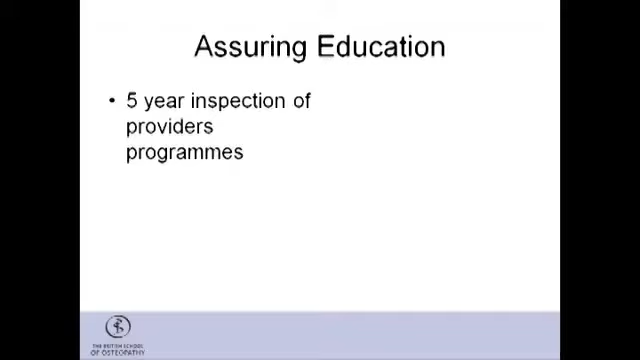 Assuring Education
• 5 year inspection of
providers
programmes
THE BRITISH SCHOOL
OF OSTEOPATHY